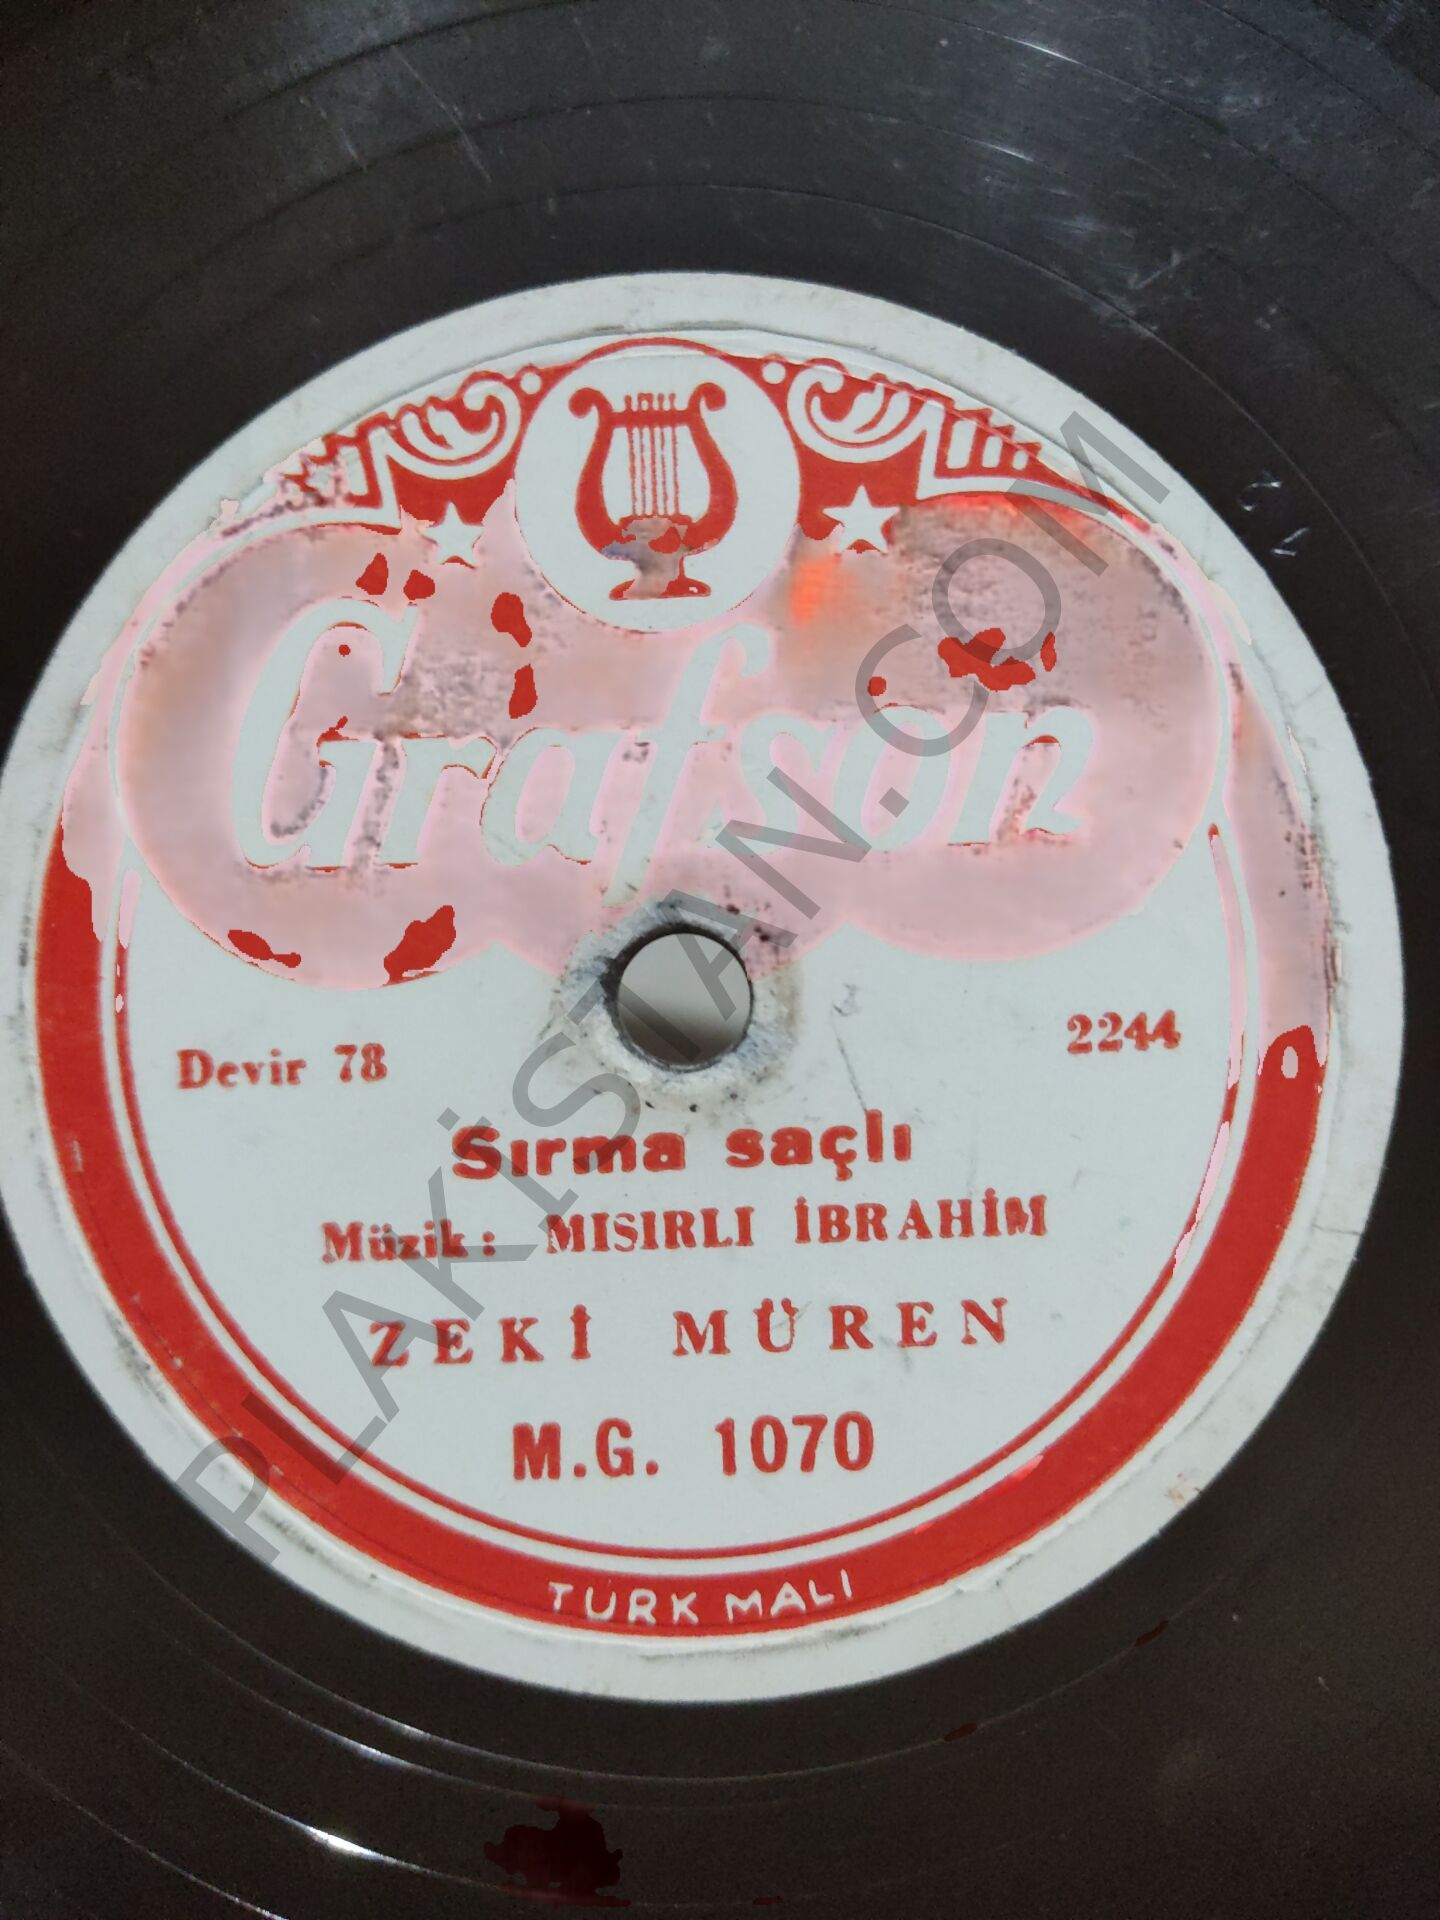 Grafson
Devir 78
2244
Sırma saçlı
Müzik: MISIRLI İBRAHİM
ZEKİ MÜREN
M.G. 1070
TÜRK MALI
PLAKİSTAN.COM